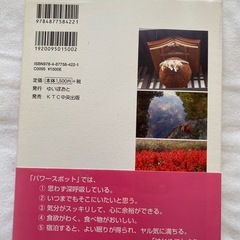 9784877584221
1920095015002
ISBN978-4-87758-422-1
C0095 ¥1500E
定価 本体1,500円+税
発行 ゆいぽおと
発売 KTC中央出版
「パワースポット」では、
① 思わず深呼吸している。
② いつまでもそこにいたいと思う。
③ 気分がスッキリして、心に余裕ができる。
④ 食欲がわく。食べ物がおいしい。
⑤ 宿泊すると、よい眠りが得られ、ヤル気に満ちる。